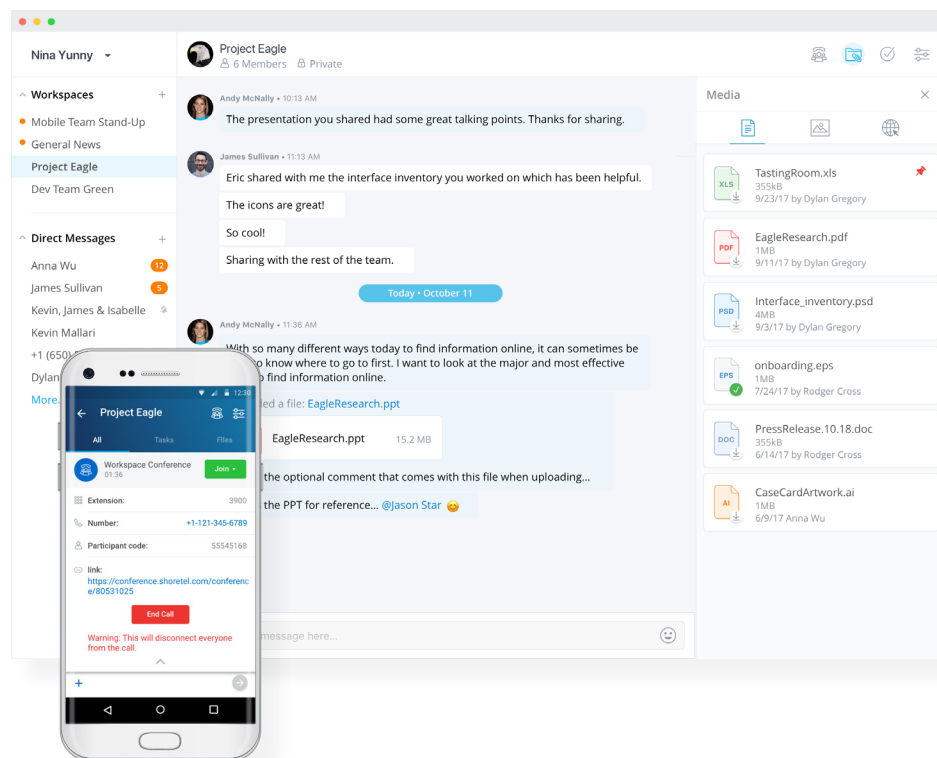 Nina Yunny
Project Eagle
6 Members Private
Workspaces +
Mobile Team Stand-Up
General News
Project Eagle
Dev Team Green
Direct Messages +
Anna Wu 12
James Sullivan 5
Kevin, James & Isabelle
Kevin Mallari
+1 (650)
Dylan
More.
Andy McNally • 10:13 AM
The presentation you shared had some great talking points. Thanks for sharing.
James Sullivan • 11:13 AM
Eric shared with me the interface inventory you worked on which has been helpful.
The icons are great!
So cool!
Sharing with the rest of the team.
Today • October 11
Andy McNally • 11:36 AM
With so many different ways today to find information online, it can sometimes be
to know where to go to first. I want to look at the major and most effective
to find information online.
a file: EagleResearch.ppt
EagleResearch.ppt 15.2 MB
the optional comment that comes with this file when uploading...
the PPT for reference... @Jason Star
message here...
Media
XLS
TastingRoom.xls
355kB
9/23/17 by Dylan Gregory
PDF
EagleResearch.pdf
1MB
9/11/17 by Dylan Gregory
PSD
Interface_inventory.psd
4MB
9/3/17 by Dylan Gregory
EPS
onboarding.eps
1MB
7/24/17 by Rodger Cross
DOC
PressRelease.10.18.doc
355kB
6/14/17 by Rodger Cross
AI
CaseCardArtwork.ai
1MB
6/9/17 Anna Wu
12:30
Project Eagle
All Tasks Files
Workspace Conference
01:36
Join
Extension: 3900
Number: +1-121-345-6789
Participant code: 55545168
link:
https://conference.shoretel.com/conferenc
e/80531025
End Call
Warning: This will disconnect everyone
from the call.
+